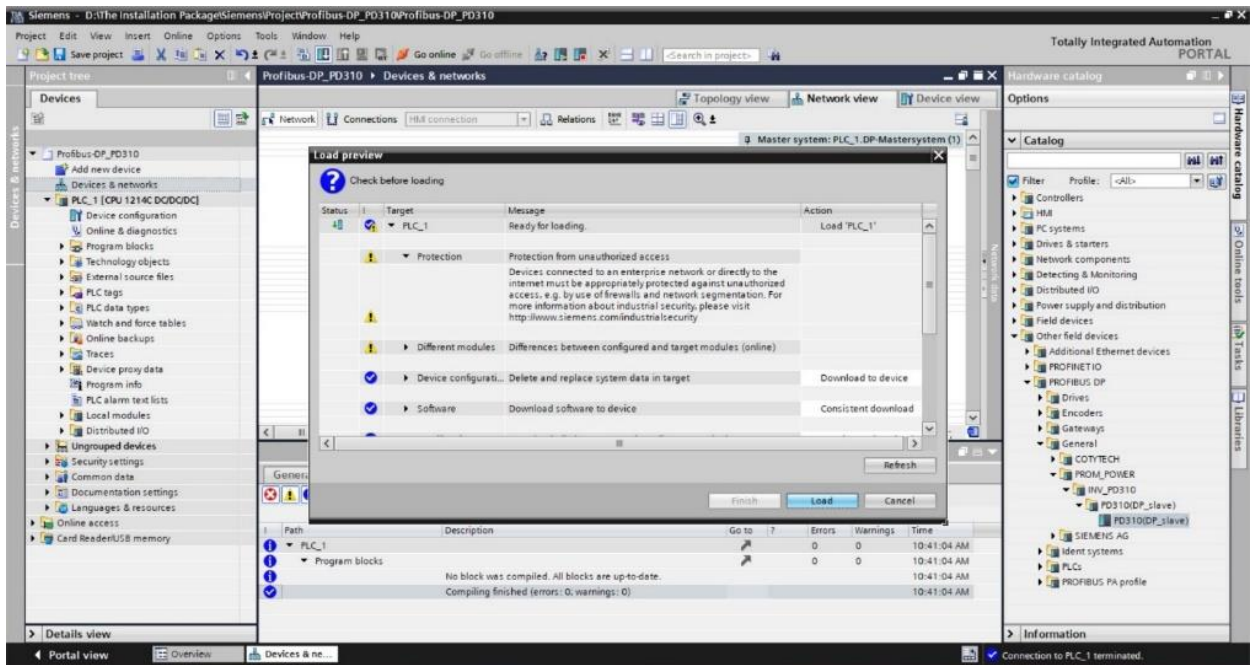 Siemens - D:\The Installation Package\Siemens\Project\Profibus-DP_PD310\Profibus-DP_PD310
Project Edit View Insert Online Options Tools Window Help
Totally Integrated Automation
PORTAL
Save project Go online Go offline <Search in project>
Project tree
Profibus-DP_PD310 Devices & networks
Hardware catalog
Devices
Topology view Network view Device view
Options
Network Connections HMI connection Relations
Master system: PLC_1.DP-Mastersystem (1)
Catalog
Filter Profile: <All>
Devices & networks
Profibus-DP_PD310
Add new device
Devices & networks
PLC_1 [CPU 1214C DC/DC/DC]
Device configuration
Online & diagnostics
Program blocks
Technology objects
External source files
PLC tags
PLC data types
Watch and force tables
Online backups
Traces
Device proxy data
Program info
PLC alarm text lists
Local modules
Distributed I/O
Ungrouped devices
Security settings
Common data
Documentation settings
Languages & resources
Online access
Card Reader/USB memory
Load preview
Check before loading
Status ! Target Message Action
PLC_1 Ready for loading. Load 'PLC_1'
Protection Protection from unauthorized access
Devices connected to an enterprise network or directly to the
internet must be appropriately protected against unauthorized
access, e.g. by use of firewalls and network segmentation. For
more information about industrial security, please visit
http://www.siemens.com/industrialsecurity
Different modules Differences between configured and target modules (online)
Device configurati... Delete and replace system data in target Download to device
Software Download software to device Consistent download
Refresh
Finish Load Cancel
Genera
! Path Description Go to ? Errors Warnings Time
PLC_1 0 0 10:41:04 AM
Program blocks 0 0 10:41:04 AM
No block was compiled. All blocks are up-to-date. 10:41:04 AM
Compiling finished (errors: 0; warnings: 0) 10:41:04 AM
Controllers
HMI
PC systems
Drives & starters
Network components
Detecting & Monitoring
Distributed I/O
Power supply and distribution
Field devices
Other field devices
Additional Ethernet devices
PROFINET IO
PROFIBUS DP
Drives
Encoders
Gateways
General
COTYTECH
PROM_POWER
INV_PD310
PD310(DP_slave)
PD310(DP_slave)
SIEMENS AG
Ident systems
PLCs
PROFIBUS PA profile
Hardware catalog
Online tools
Tasks
Libraries
Details view
Information
Portal view Overview Devices & ne...
Connection to PLC_1 terminated.